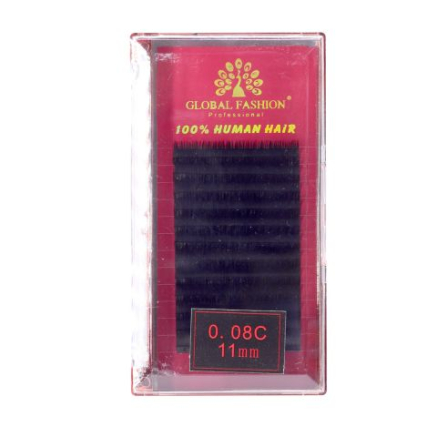 GLOBAL FASHION®
Professional
100% HUMAN HAIR
0.08C
11mm